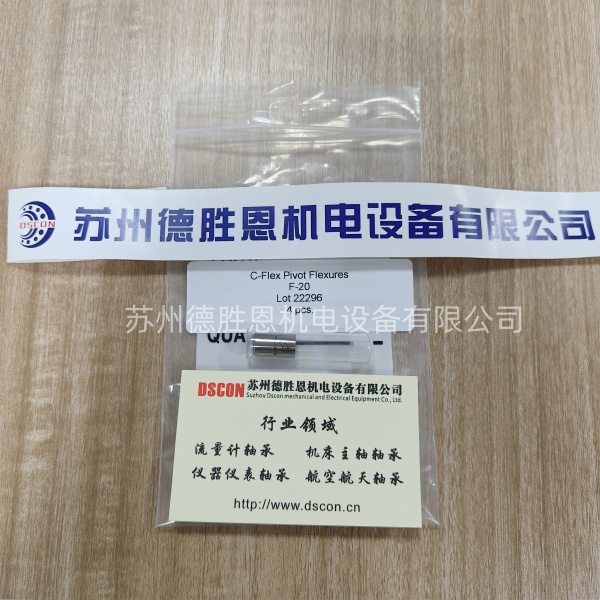 DSCON 苏州德胜恩机电设备有限公司
C-Flex Pivot Flexures
F-20
Lot 22296
4 pcs.
苏州德胜恩机电设备有限公司
QUA
DSCON 苏州德胜恩机电设备有限公司
Suzhou Dscon mechanical and Electrical Equipment Co., Ltd.
行业领域
流量计轴承 机床主轴轴承
仪器仪表轴承 航空航天轴承
http://www.dscon.cn